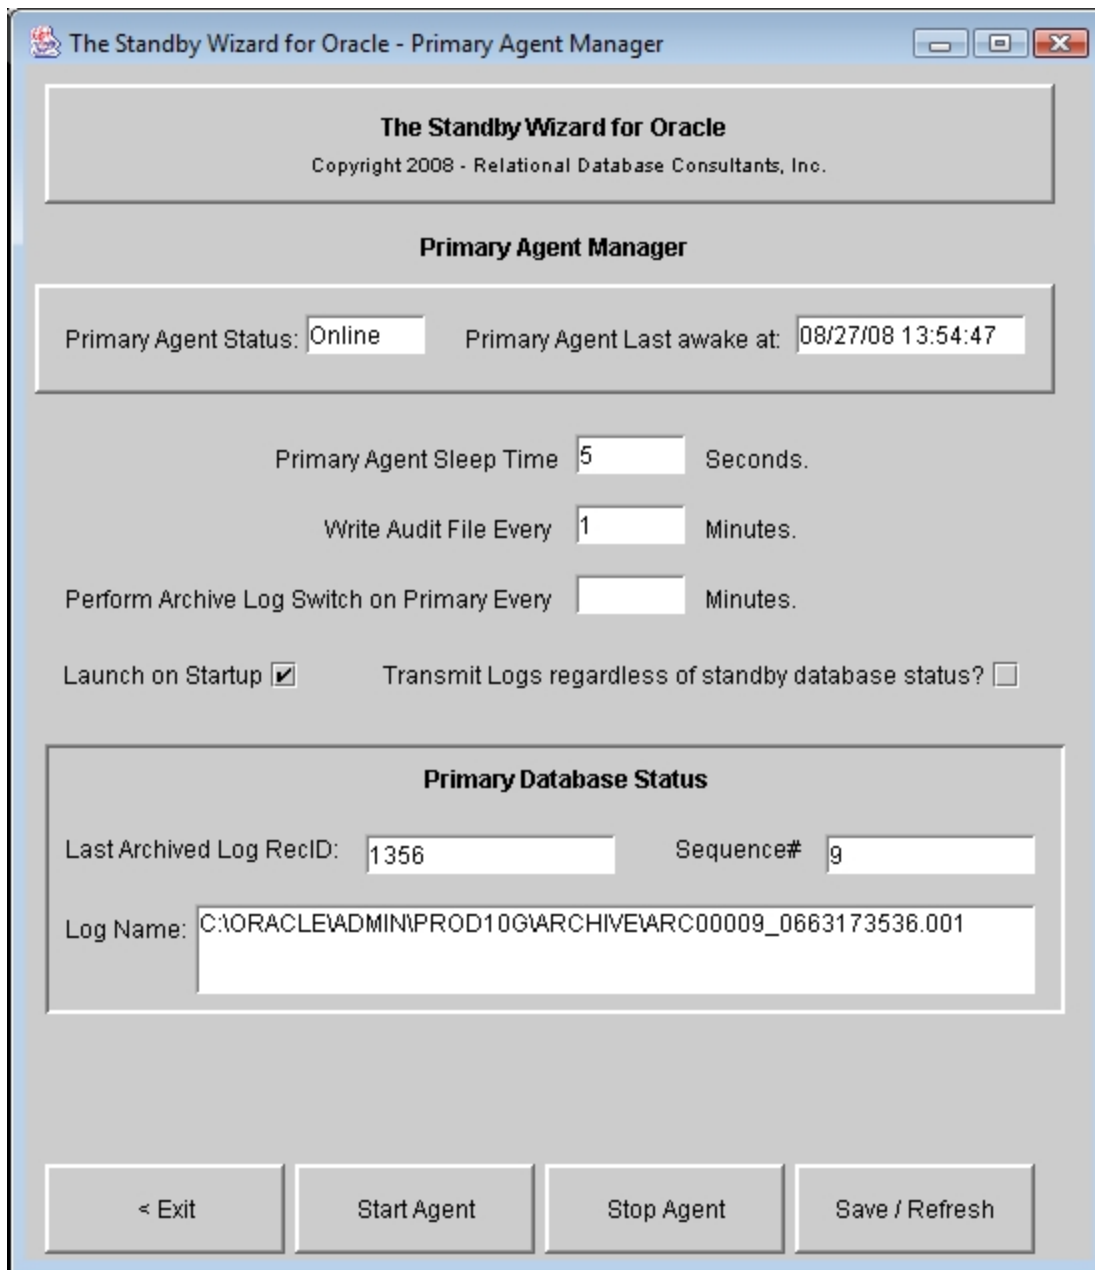 The Standby Wizard for Oracle - Primary Agent Manager
The Standby Wizard for Oracle
Copyright 2008 - Relational Database Consultants, Inc.
Primary Agent Manager
Primary Agent Status: Online Primary Agent Last awake at: 08/27/08 13:54:47
Primary Agent Sleep Time 5 Seconds.
Write Audit File Every 1 Minutes.
Perform Archive Log Switch on Primary Every Minutes.
Launch on Startup Transmit Logs regardless of standby database status?
Primary Database Status
Last Archived Log RecID: 1356 Sequence# 9
Log Name: C:\ORACLE\ADMIN\PROD10G\ARCHIVE\ARC00009_0663173536.001
< Exit Start Agent Stop Agent Save / Refresh